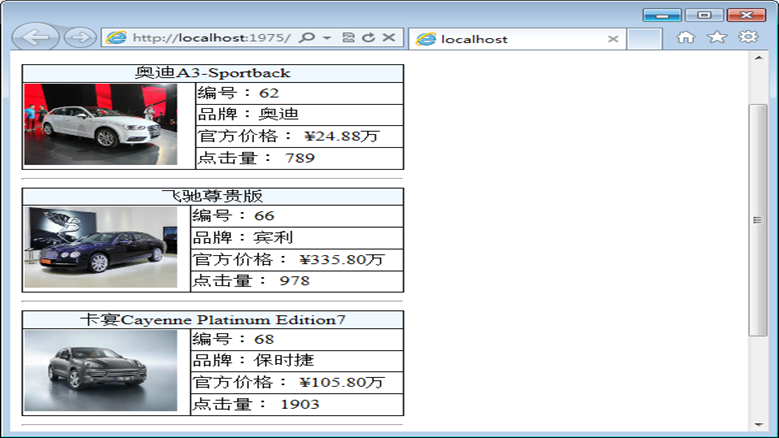 http://localhost:1975/
localhost
奥迪A3-Sportback
编号：62
品牌：奥迪
官方价格： ¥24.88万
点击量： 789
飞驰尊贵版
编号：66
品牌：宾利
官方价格： ¥335.80万
点击量： 978
卡宴Cayenne Platinum Edition7
编号：68
品牌：保时捷
官方价格： ¥105.80万
点击量： 1903